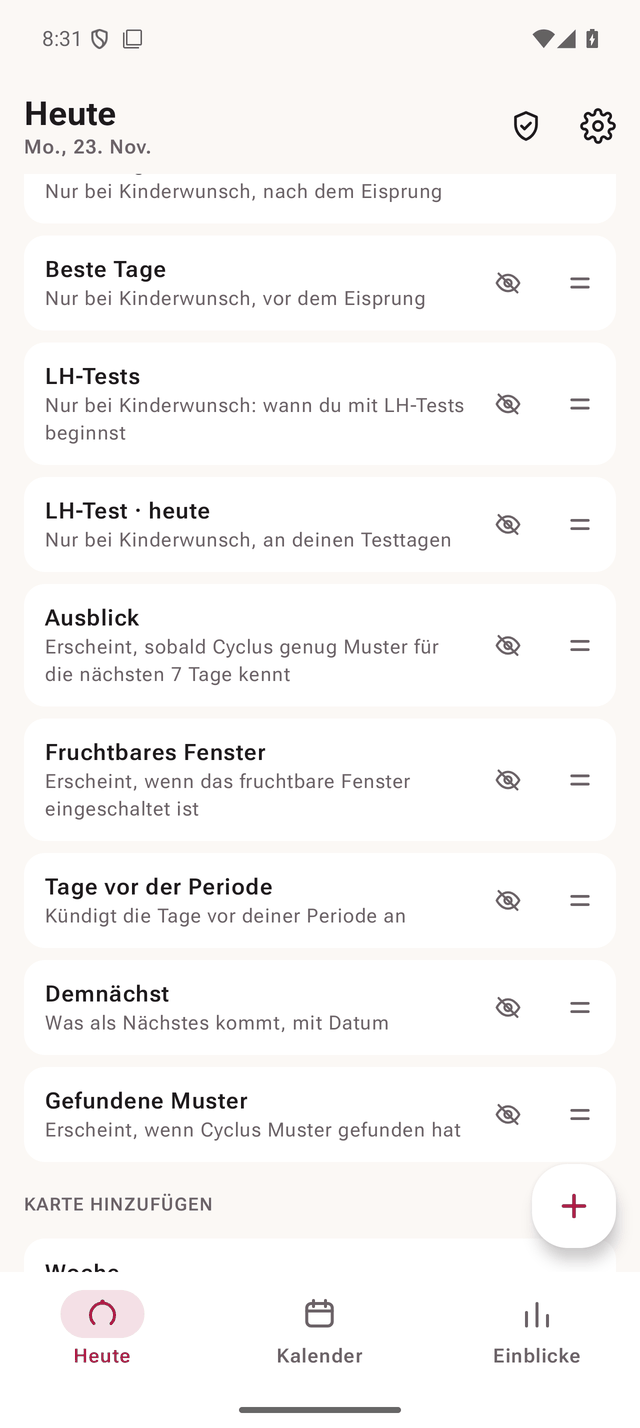 8:31
Heute
Mo., 23. Nov.
Nur bei Kinderwunsch, nach dem Eisprung
Beste Tage
Nur bei Kinderwunsch, vor dem Eisprung
LH-Tests
Nur bei Kinderwunsch: wann du mit LH-Tests
beginnst
LH-Test · heute
Nur bei Kinderwunsch, an deinen Testtagen
Ausblick
Erscheint, sobald Cyclus genug Muster für
die nächsten 7 Tage kennt
Fruchtbares Fenster
Erscheint, wenn das fruchtbare Fenster
eingeschaltet ist
Tage vor der Periode
Kündigt die Tage vor deiner Periode an
Demnächst
Was als Nächstes kommt, mit Datum
Gefundene Muster
Erscheint, wenn Cyclus Muster gefunden hat
KARTE HINZUFÜGEN
Woche
Heute
Kalender
Einblicke